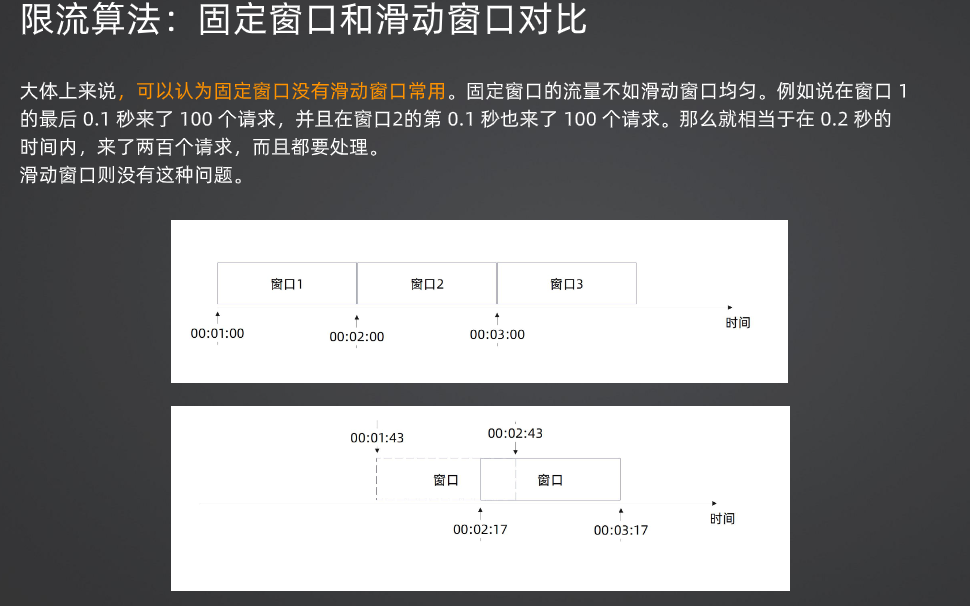 限流算法：固定窗口和滑动窗口对比
大体上来说，可以认为固定窗口没有滑动窗口常用。固定窗口的流量不如滑动窗口均匀。例如说在窗口 1
的最后 0.1 秒来了 100 个请求，并且在窗口2的第 0.1 秒也来了 100 个请求。那么就相当于在 0.2 秒的
时间内，来了两百个请求，而且都要处理。
滑动窗口则没有这种问题。
窗口1
窗口2
窗口3
时间
00:01:00
00:02:00
00:03:00
00:01:43
00:02:43
窗口
窗口
时间
00:02:17
00:03:17